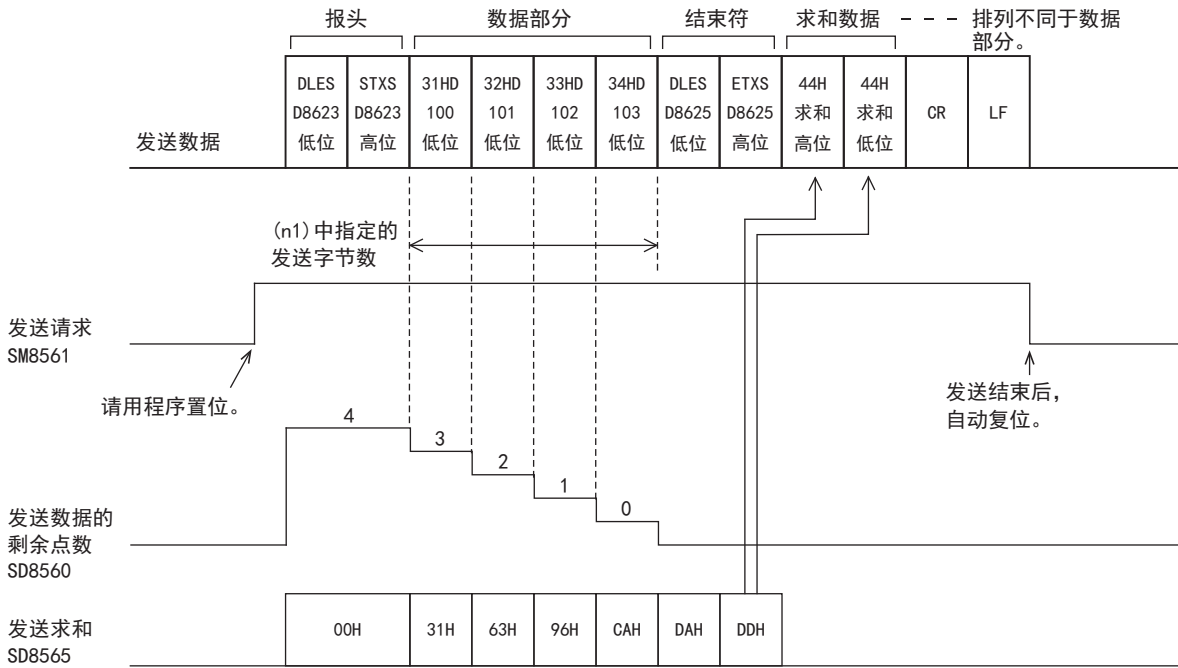 报头 数据部分 结束符 求和数据 - - - 排列不同于数据
部分。
DLES STXS 31HD 32HD 33HD 34HD DLES ETXS 44H 44H
D8623 D8623 100 101 102 103 D8625 D8625 求和 求和 CR LF
发送数据 低位 高位 低位 低位 低位 低位 低位 高位 高位 低位
(n1)中指定的
发送字节数
发送请求
SM8561
请用程序置位。
发送结束后,
自动复位。
4
3
2
1
0
发送数据的
剩余点数
SD8560
发送求和
SD8565
00H 31H 63H 96H CAH DAH DDH